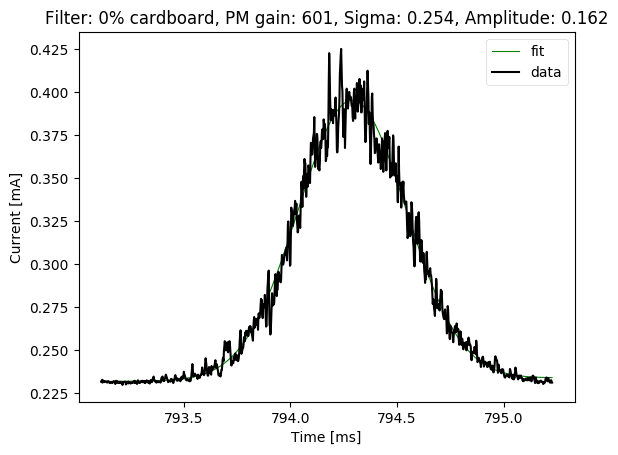 Filter: 0% cardboard, PM gain: 601, Sigma: 0.254, Amplitude: 0.162
fit
data
0.425
0.400
0.375
0.350
0.325
0.300
0.275
0.250
0.225
Current [mA]
793.5 794.0 794.5 795.0
Time [ms]